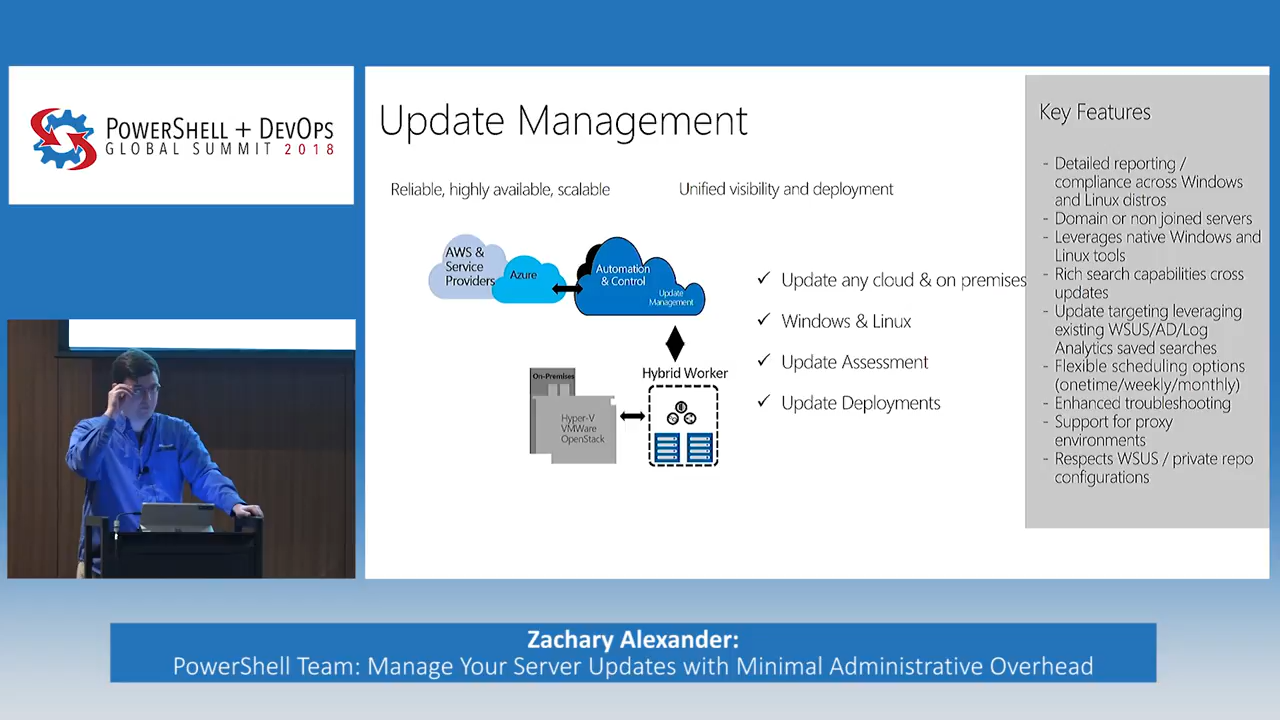 POWERSHELL + DEVOPS
GLOBAL SUMMIT 2018
Update Management
Reliable, highly available, scalable
Unified visibility and deployment
AWS &
Service
Providers
Azure
Automation
& Control
Update
Management
Hybrid Worker
On-Premises
Hyper-V
VMWare
OpenStack
✓ Update any cloud & on premises
✓ Windows & Linux
✓ Update Assessment
✓ Update Deployments
Key Features
- Detailed reporting /
compliance across Windows
and Linux distros
- Domain or non joined servers
- Leverages native Windows and
Linux tools
- Rich search capabilities cross
updates
- Update targeting leveraging
existing WSUS/AD/Log
Analytics saved searches
- Flexible scheduling options
(onetime/weekly/monthly)
- Enhanced troubleshooting
- Support for proxy
environments
- Respects WSUS / private repo
configurations
Zachary Alexander:
PowerShell Team: Manage Your Server Updates with Minimal Administrative Overhead